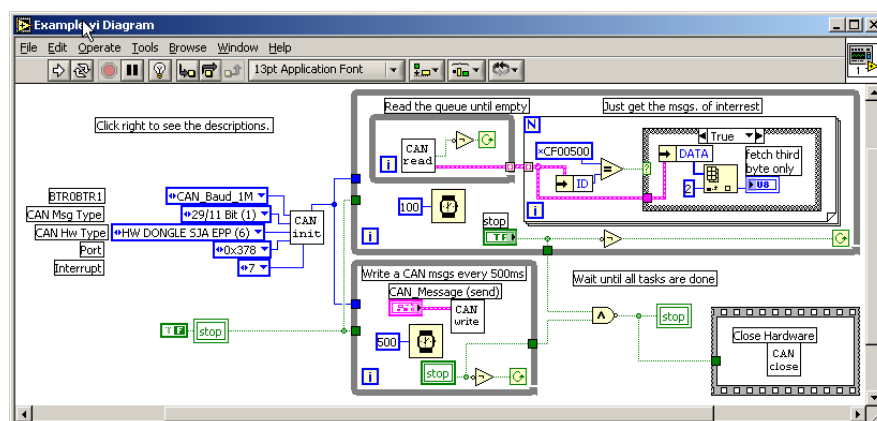 Example.vi Diagram
File Edit Operate Tools Browse Window Help
13pt Application Font
1
Click right to see the descriptions.
Read the queue until empty
Just get the msgs. of interrest
N
CAN
read
i
×CF00500
=
ID
True
DATA
fetch third
byte only
2
U8
?
i
100
i
stop
TF
BTR0BTR1
CAN_Baud_1M
CAN Msg Type
29/11 Bit (1)
CAN Hw Type
HW DONGLE SJA EPP (6)
Port
0x378
Interrupt
7
CAN
init
TF
stop
Write a CAN msgs every 500ms
CAN_Message (send)
CAN
write
500
i
stop
Wait until all tasks are done
stop
Close Hardware
CAN
close